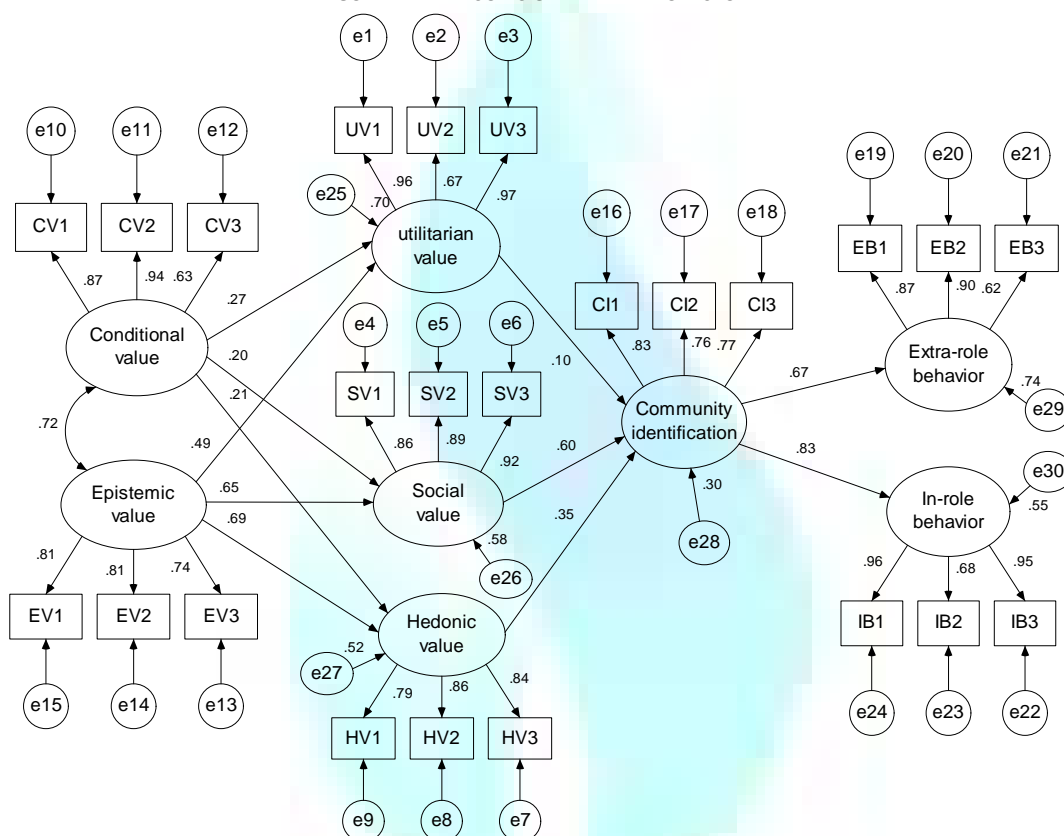 e1
e2
e3
e10
e11
e12
UV1
UV2
UV3
e19
e20
e21
CV1
CV2
CV3
.96
.67
.97
e25
.70
e16
e17
e18
utilitarian
value
EB1
EB2
EB3
.87
.94
.63
.27
CI1
CI2
CI3
.87
.90
.62
Conditional
value
e4
e5
e6
.83
.76
.77
.10
Extra-role
behavior
.20
.21
SV1
SV2
SV3
Community
identification
.67
.74
e29
.72
.49
.86
.89
.92
.60
.83
Epistemic
value
.65
.69
Social
value
.58
e26
.35
.30
e28
In-role
behavior
e30
.55
.81
.81
.74
.96
.68
.95
EV1
EV2
EV3
Hedonic
value
IB1
IB2
IB3
e27
.52
.79
.86
.84
e15
e14
e13
e24
e23
e22
HV1
HV2
HV3
e9
e8
e7